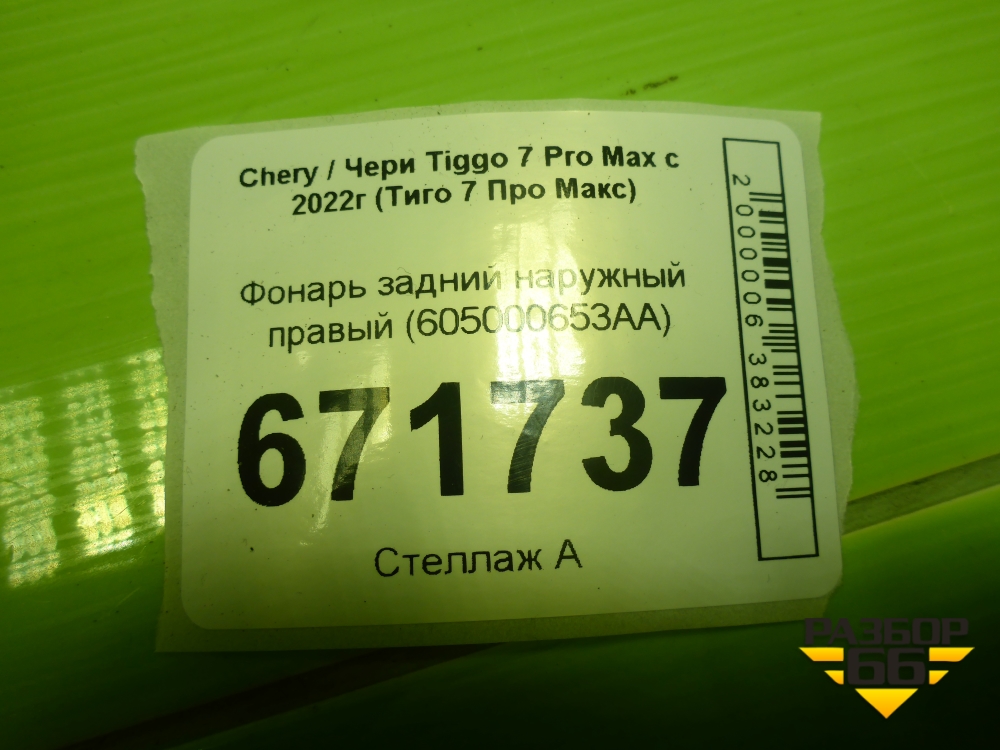 Chery / Чери Tiggo 7 Pro Max с
2022г (Тиго 7 Про Макс)
Фонарь задний наружный
правый (605000653AA)
671737
Стеллаж А
2000006383228
РАЗБОР
66